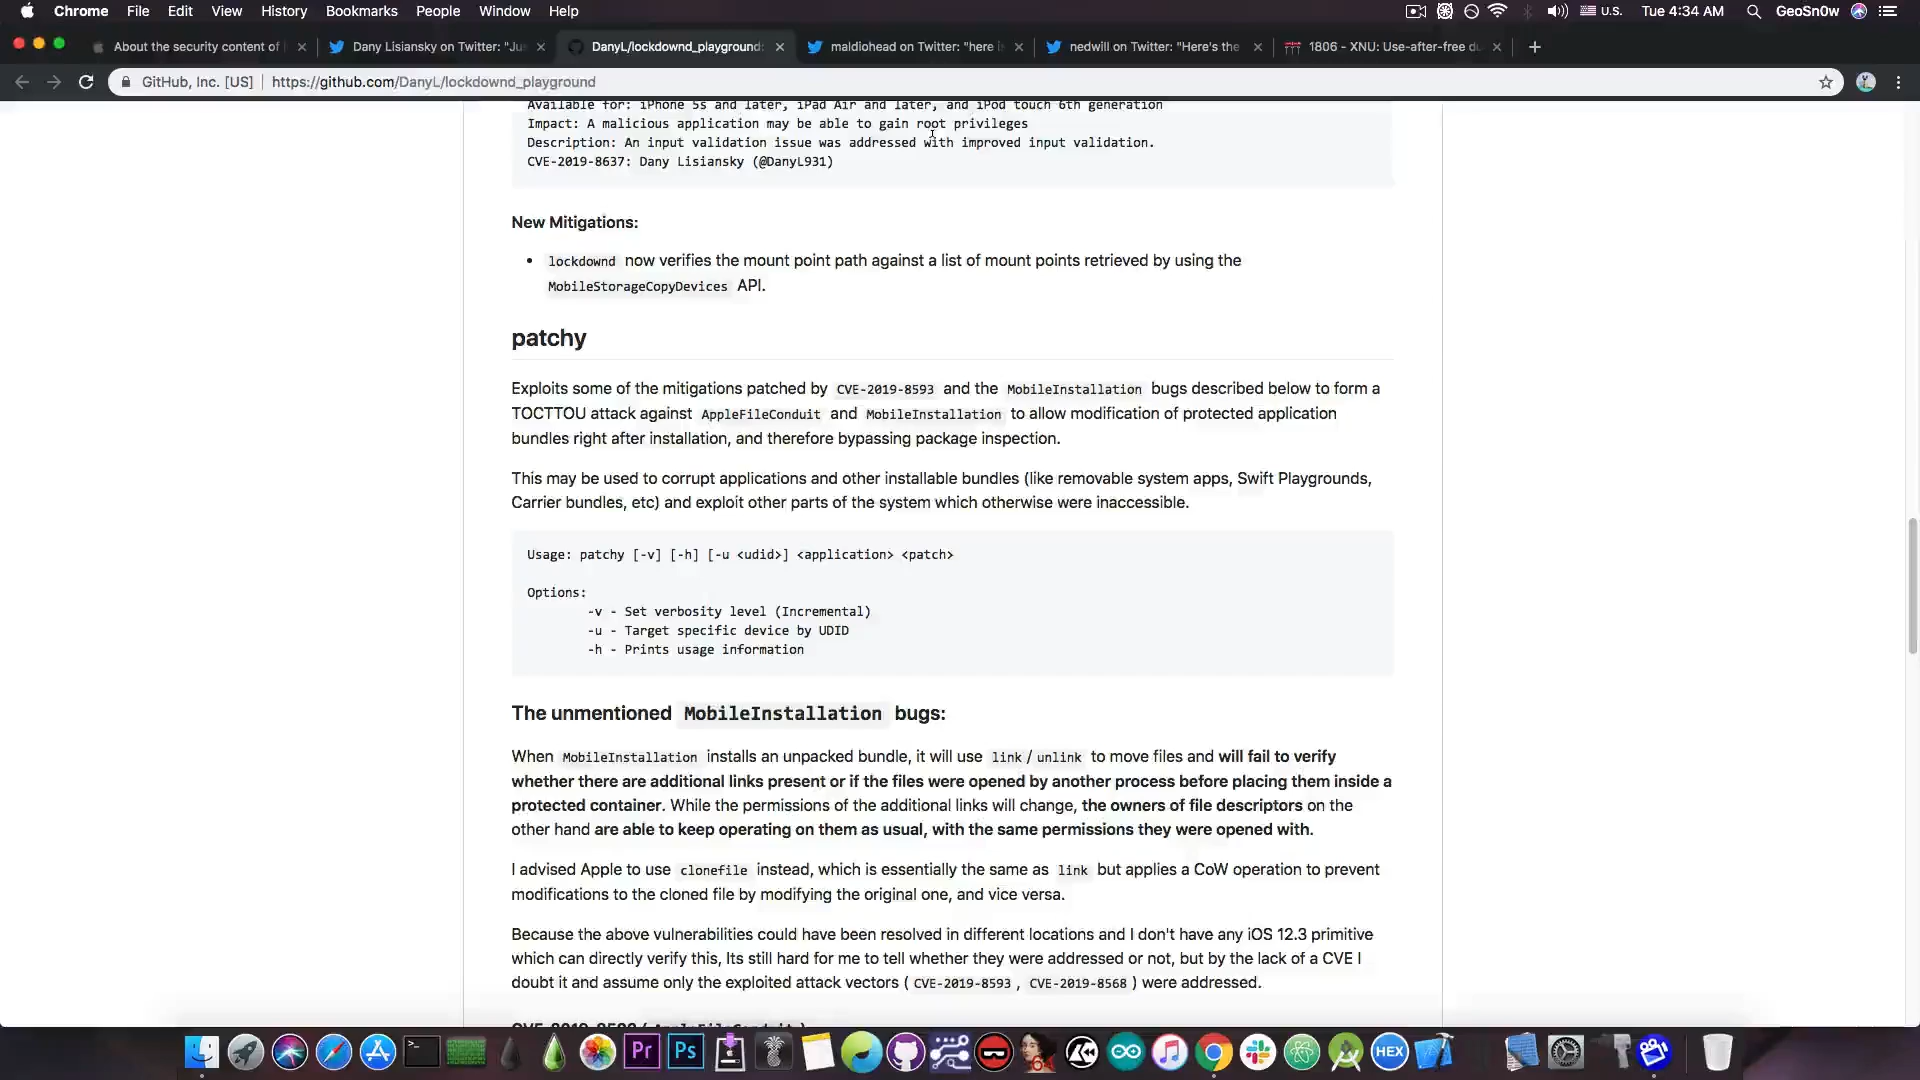 Chrome File Edit View History Bookmarks People Window Help U.S. Tue 4:34 AM GeoSn0w
About the security content of Dany Lisiansky on Twitter: "Jus DanyL/lockdownd_playground: maldiohead on Twitter: "here is nedwill on Twitter: "Here's the 1806 - XNU: Use-after-free du
GitHub, Inc. [US] https://github.com/DanyL/lockdownd_playground
Available for: iPhone 5s and later, iPad Air and later, and iPod touch 6th generation
Impact: A malicious application may be able to gain root privileges
Description: An input validation issue was addressed with improved input validation.
CVE-2019-8637: Dany Lisiansky (@DanyL931)
New Mitigations:
• lockdownd now verifies the mount point path against a list of mount points retrieved by using the
MobileStorageCopyDevices API.
patchy
Exploits some of the mitigations patched by CVE-2019-8593 and the MobileInstallation bugs described below to form a
TOCTTOU attack against AppleFileConduit and MobileInstallation to allow modification of protected application
bundles right after installation, and therefore bypassing package inspection.
This may be used to corrupt applications and other installable bundles (like removable system apps, Swift Playgrounds,
Carrier bundles, etc) and exploit other parts of the system which otherwise were inaccessible.
Usage: patchy [-v] [-h] [-u <udid>] <application> <patch>
Options:
-v - Set verbosity level (Incremental)
-u - Target specific device by UDID
-h - Prints usage information
The unmentioned MobileInstallation bugs:
When MobileInstallation installs an unpacked bundle, it will use link / unlink to move files and will fail to verify
whether there are additional links present or if the files were opened by another process before placing them inside a
protected container. While the permissions of the additional links will change, the owners of file descriptors on the
other hand are able to keep operating on them as usual, with the same permissions they were opened with.
I advised Apple to use clonefile instead, which is essentially the same as link but applies a CoW operation to prevent
modifications to the cloned file by modifying the original one, and vice versa.
Because the above vulnerabilities could have been resolved in different locations and I don't have any iOS 12.3 primitive
which can directly verify this, Its still hard for me to tell whether they were addressed or not, but by the lack of a CVE I
doubt it and assume only the exploited attack vectors ( CVE-2019-8593 , CVE-2019-8568 ) were addressed.
CVE-2019-8593 ( AppleFileConduit )
Pr Ps HEX